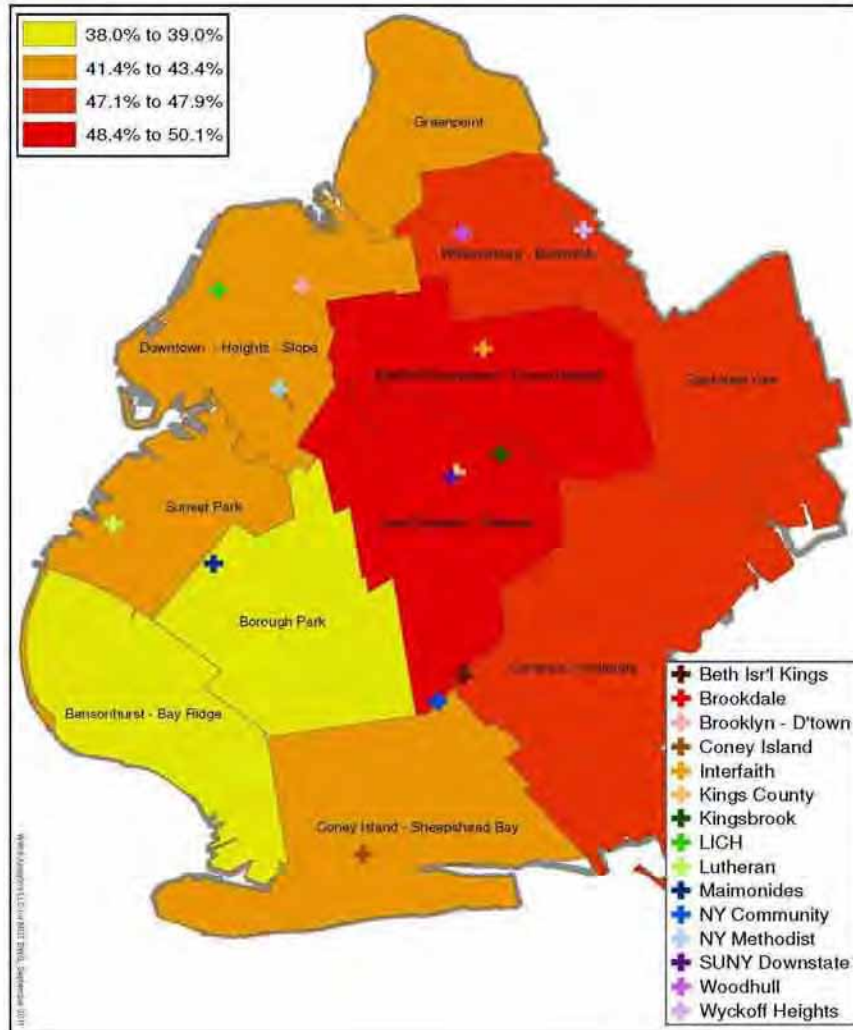 38.0% to 39.0%
41.4% to 43.4%
47.1% to 47.9%
48.4% to 50.1%
Greenpoint
Williamsburg - Bushwick
Downtown - Heights - Slope
Sunset Park
Borough Park
Bensonhurst - Bay Ridge
Coney Island - Sheepshead Bay
Beth Isr'l Kings
Brookdale
Brooklyn - D'town
Coney Island
Interfaith
Kings County
Kingsbrook
LICH
Lutheran
Maimonides
NY Community
NY Methodist
SUNY Downstate
Woodhull
Wyckoff Heights